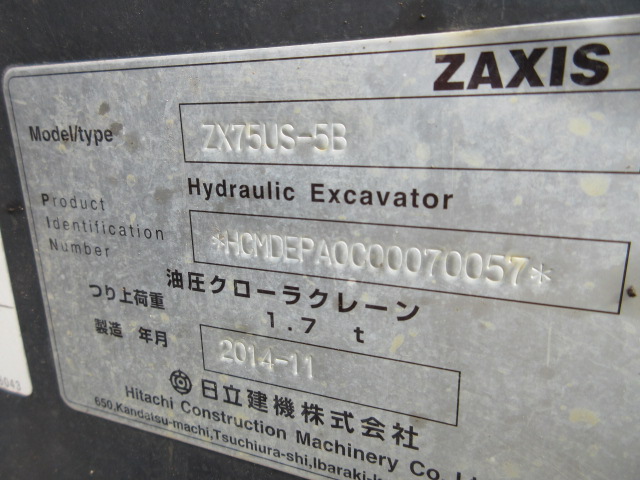 ZAXIS
Model/type ZX75US-5B
Hydraulic Excavator
Product
Identification
Number
*HCMDEPA0C00070057*
油圧クローラクレーン
つり上荷重 1.7 t
製造 年月 2014-11
日立建機株式会社
Hitachi Construction Machinery Co.
650,Kandatsu-machi,Tsuchiura-shi,Ibaraki-